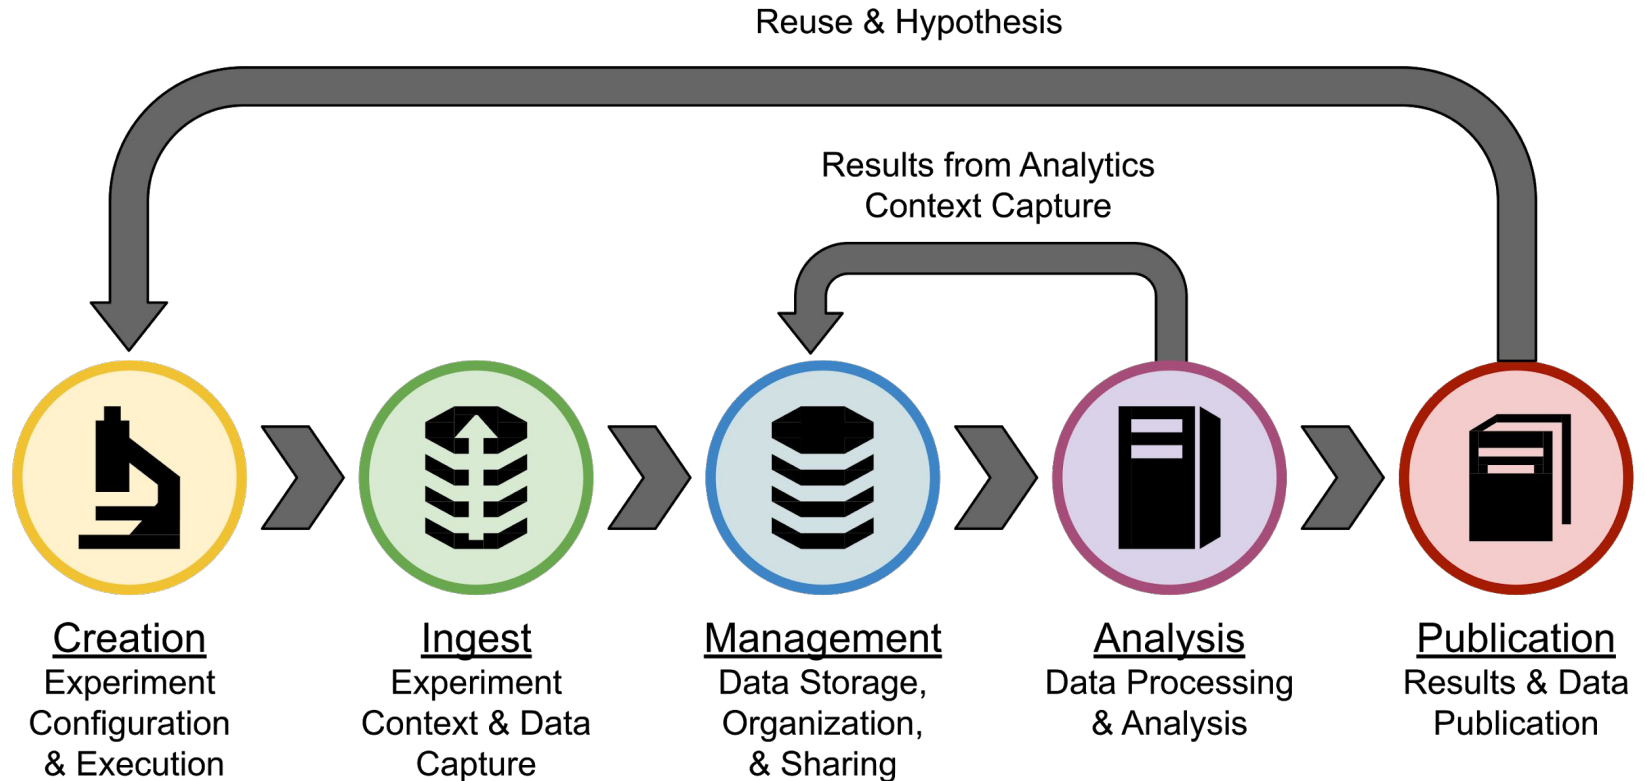 Reuse & Hypothesis
Results from Analytics
Context Capture
Creation
Experiment
Configuration
& Execution
Ingest
Experiment
Context & Data
Capture
Management
Data Storage,
Organization,
& Sharing
Analysis
Data Processing
& Analysis
Publication
Results & Data
Publication